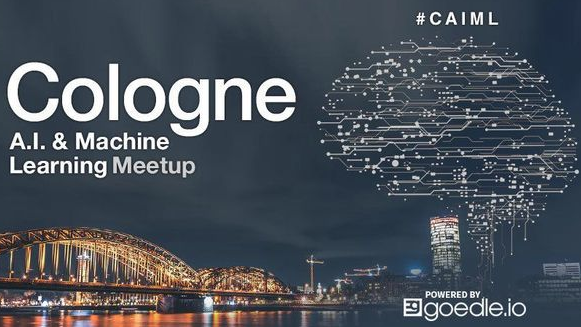 #CAIML
Cologne
A.I. & Machine
Learning Meetup
POWERED BY
goedle.io